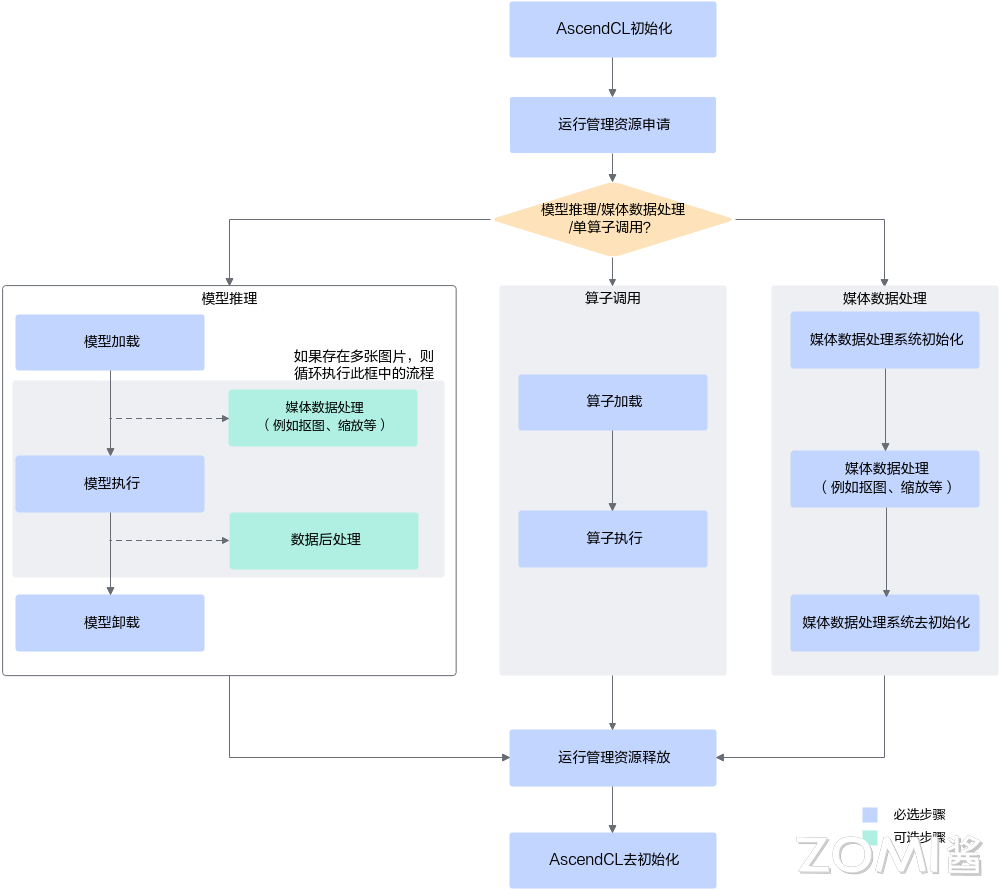 AscendCL初始化
运行管理资源申请
模型推理/媒体数据处理
/单算子调用?
模型推理
模型加载
如果存在多张图片，则
循环执行此框中的流程
媒体数据处理
（例如抠图、缩放等）
模型执行
数据后处理
模型卸载
算子调用
算子加载
算子执行
媒体数据处理
媒体数据处理系统初始化
媒体数据处理
（例如抠图、缩放等）
媒体数据处理系统去初始化
运行管理资源释放
AscendCL去初始化
必选步骤
可选步骤
ZOMI酱